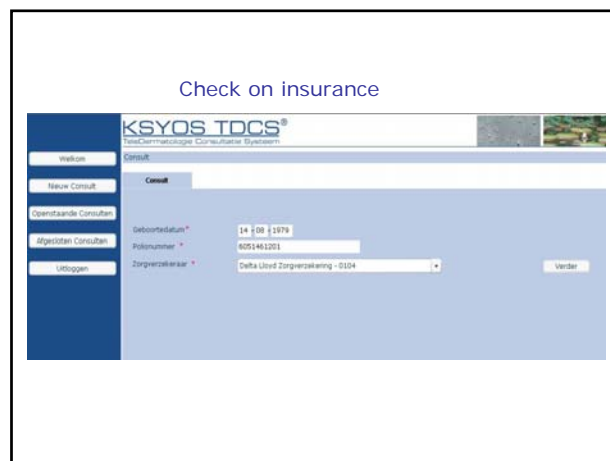 Check on insurance
KSYOS TDCS®
TeleDermatologie Consultatie Systeem
Welkom
Consult
Nieuw Consult
Consult
Openstaande Consulten
Afgesloten Consulten
Uitloggen
Geboortedatum *
14 - 08 - 1979
Polisnummer *
6051461201
Zorgverzekeraar *
Delta Lloyd Zorgverzekering - 0104
Verder